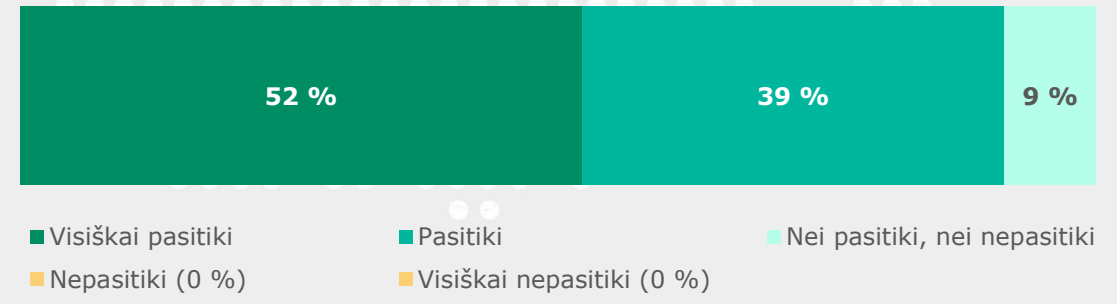 52 % 39 % 9 %
Visiškai pasitiki Pasitiki Nei pasitiki, nei nepasitiki
Nepasitiki (0 %) Visiškai nepasitiki (0 %)